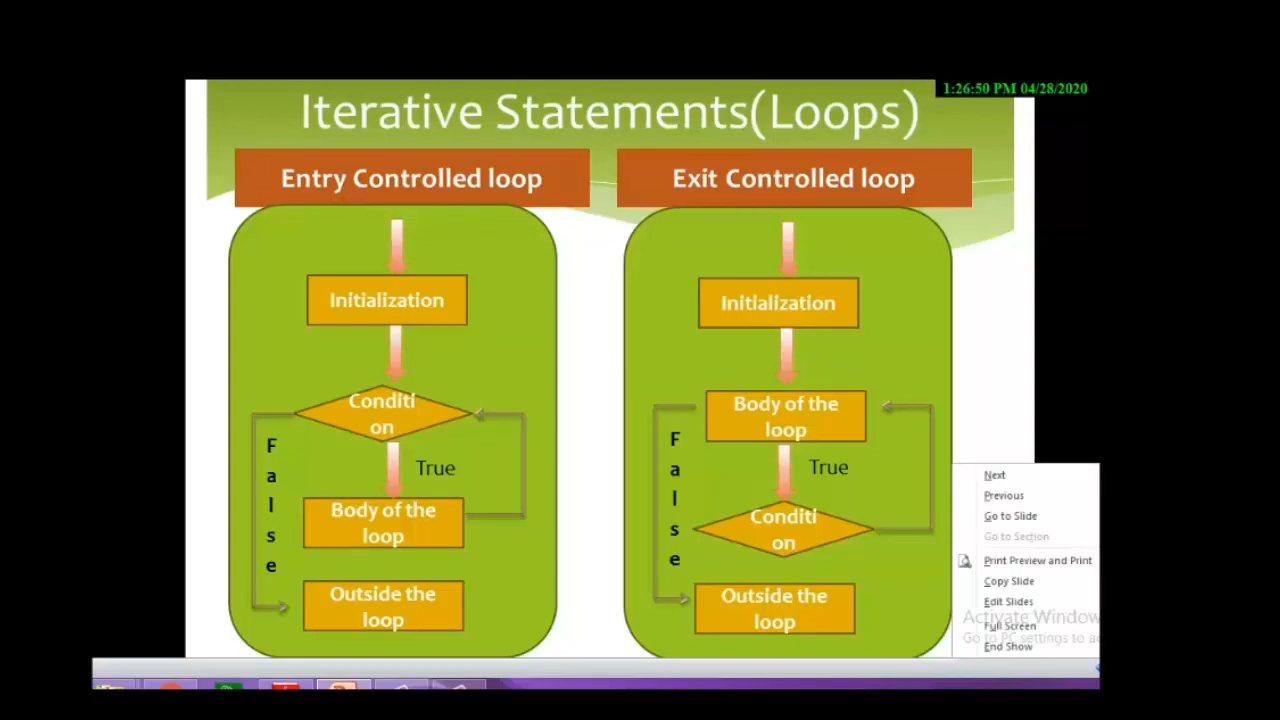 1:26:50 PM 04/28/2020
Iterative Statements(Loops)
Entry Controlled loop
Exit Controlled loop
Initialization
Conditi
on
True
F
a
l
s
e
Body of the
loop
Outside the
loop
Initialization
Body of the
loop
True
F
a
l
s
e
Conditi
on
Outside the
loop
Next
Previous
Go to Slide
Go to Section
Print Preview and Print
Copy Slide
Edit Slides
Activate Window
Full Screen
Go to PC settings to a
End Show